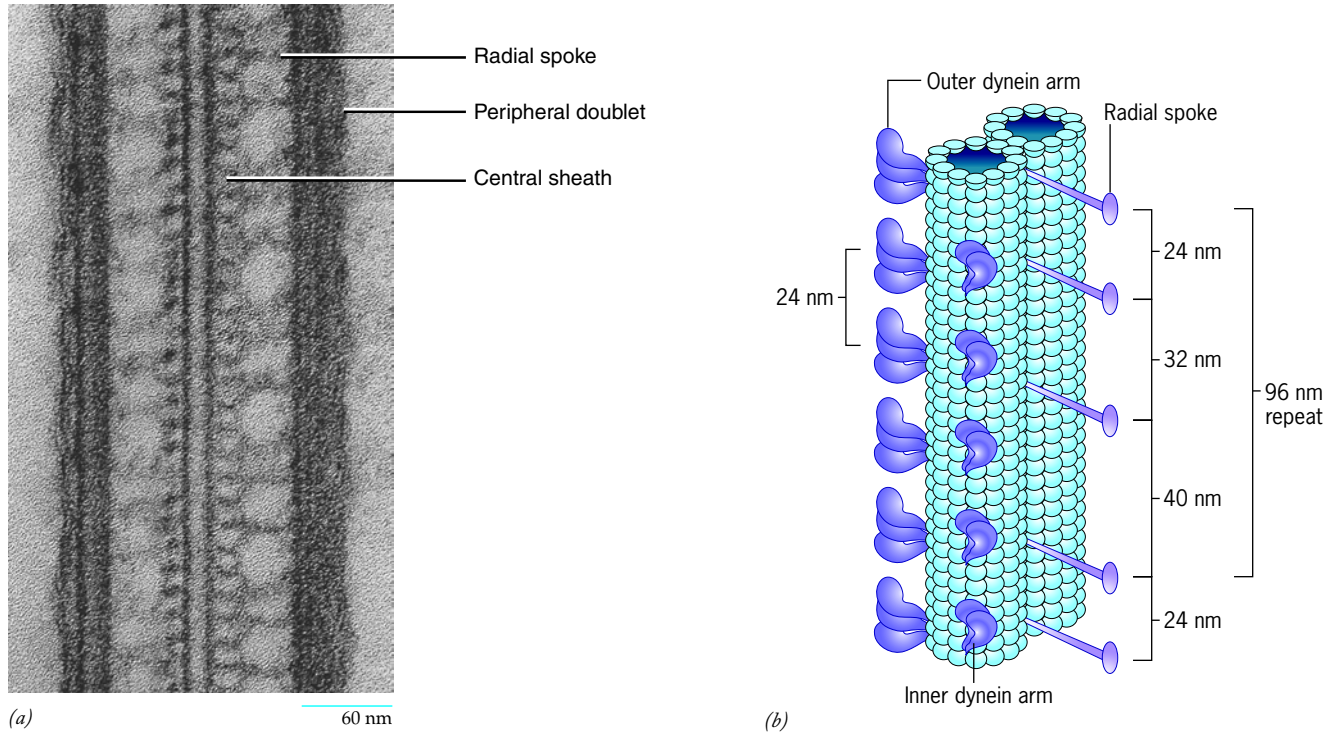 Radial spoke
Peripheral doublet
Central sheath
(a)
60 nm
Outer dynein arm
Radial spoke
24 nm
24 nm
32 nm
96 nm
repeat
40 nm
24 nm
Inner dynein arm
(b)